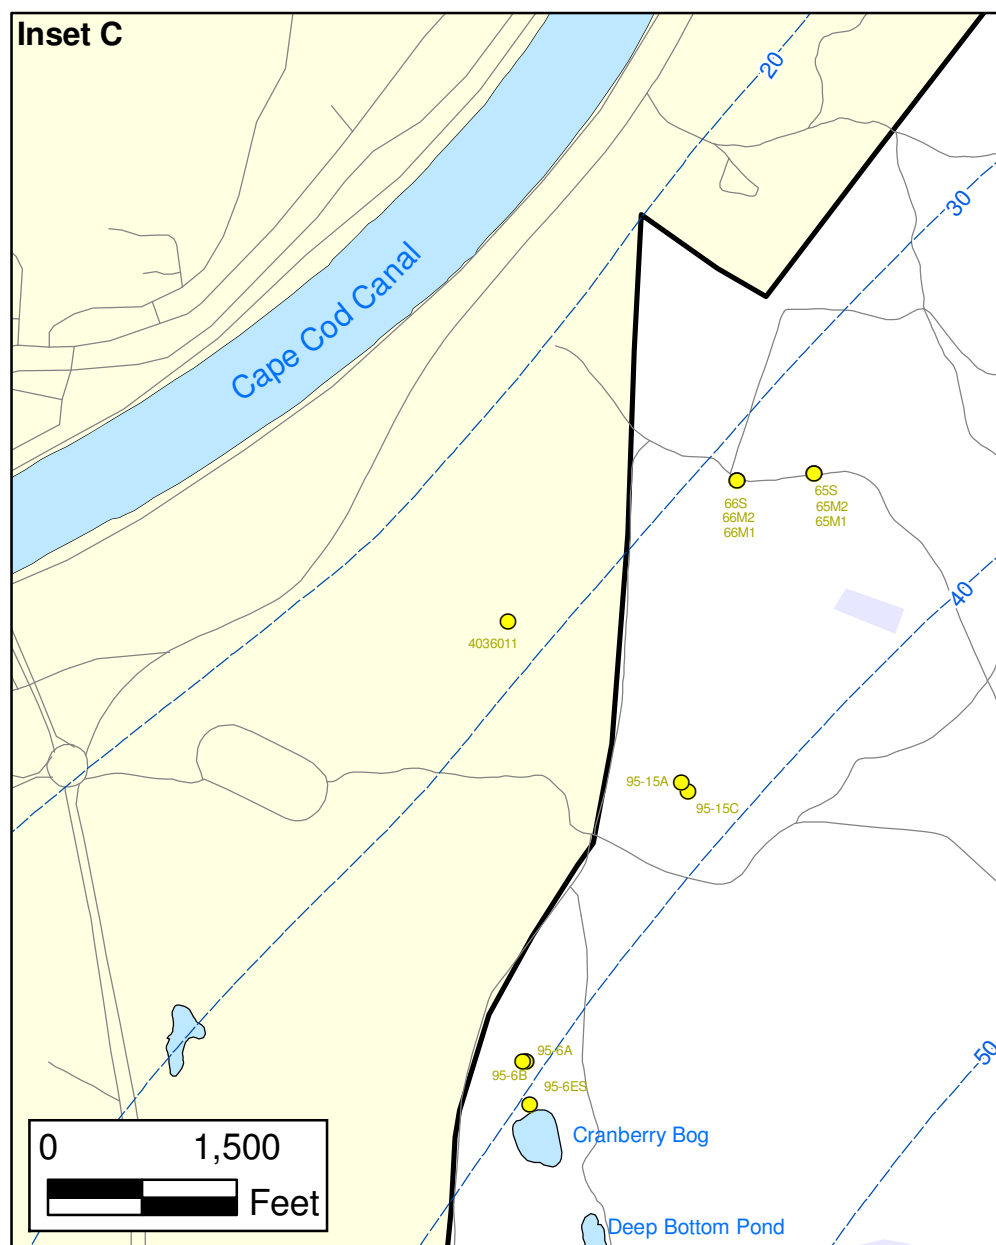 Inset C
20
30
Cape Cod Canal
66S
66M2
66M1
65S
65M2
65M1
40
4036011
95-15A
95-15C
50
95-6A
95-6B
95-6ES
Cranberry Bog
Deep Bottom Pond
0 1,500
Feet